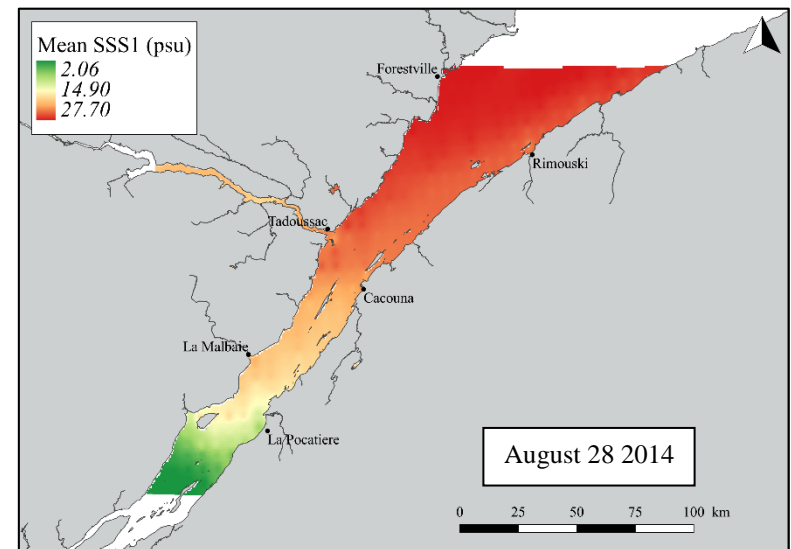 Mean SSS1 (psu)
2.06
14.90
27.70
Forestville
Rimouski
Tadoussac
Cacouna
La Malbaie
La Pocatiere
August 28 2014
0 25 50 75 100 km